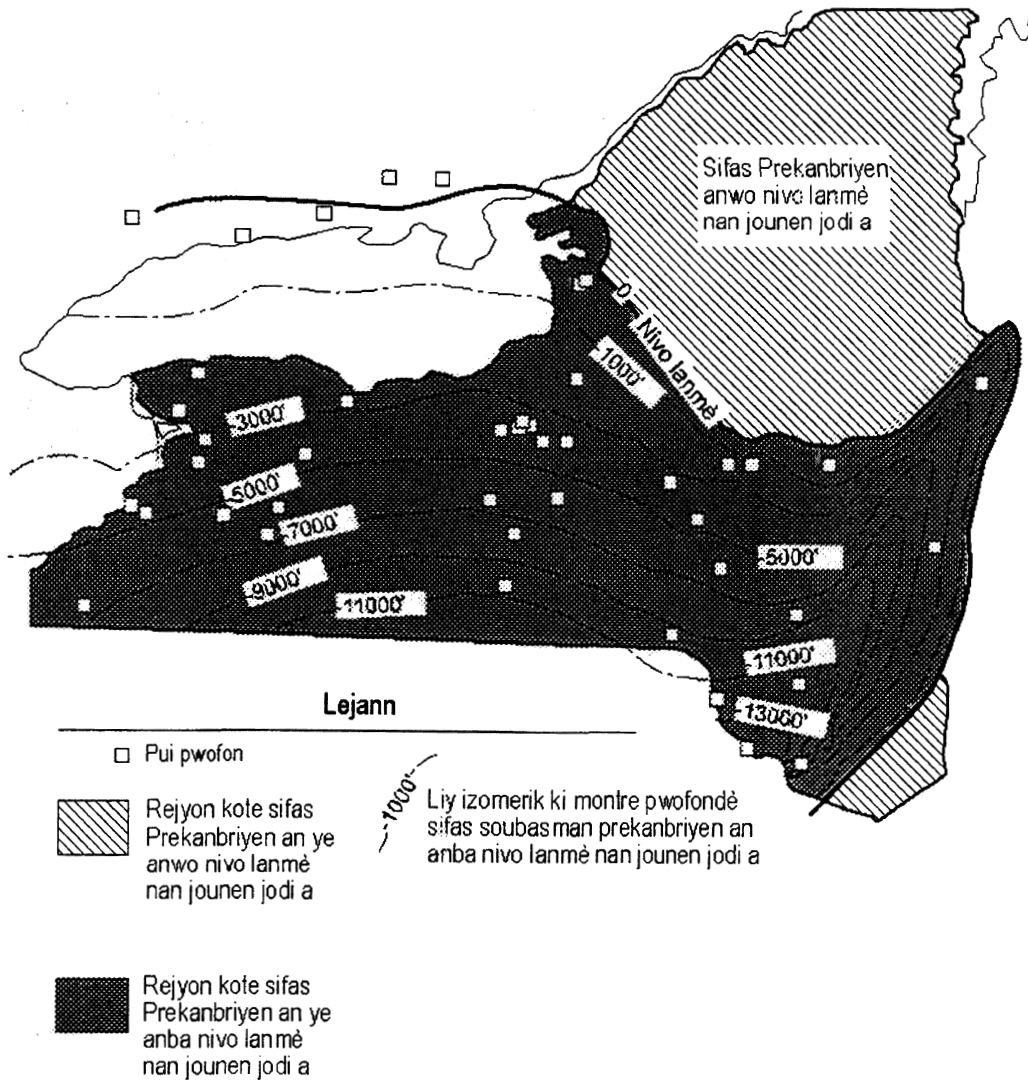 Sifas Prekanbriyen
anwo nivo lanmè
nan jounen jodi a
0 – Nivo lanmè
-1000'
-3000'
-5000'
-7000'
-9000'
-11000'
-5000'
-11000'
-13000'
Lejann
Pui pwofon
Rejyon kote sifas
Prekanbriyen an ye
anwo nivo lanmè
nan jounen jodi a
-1000'
Liy izomerik ki montre pwofondè
sifas soubasman prekanbriyen an
anba nivo lanmè nan jounen jodi a
Rejyon kote sifas
Prekanbriyen an ye
anba nivo lanmè
nan jounen jodi a